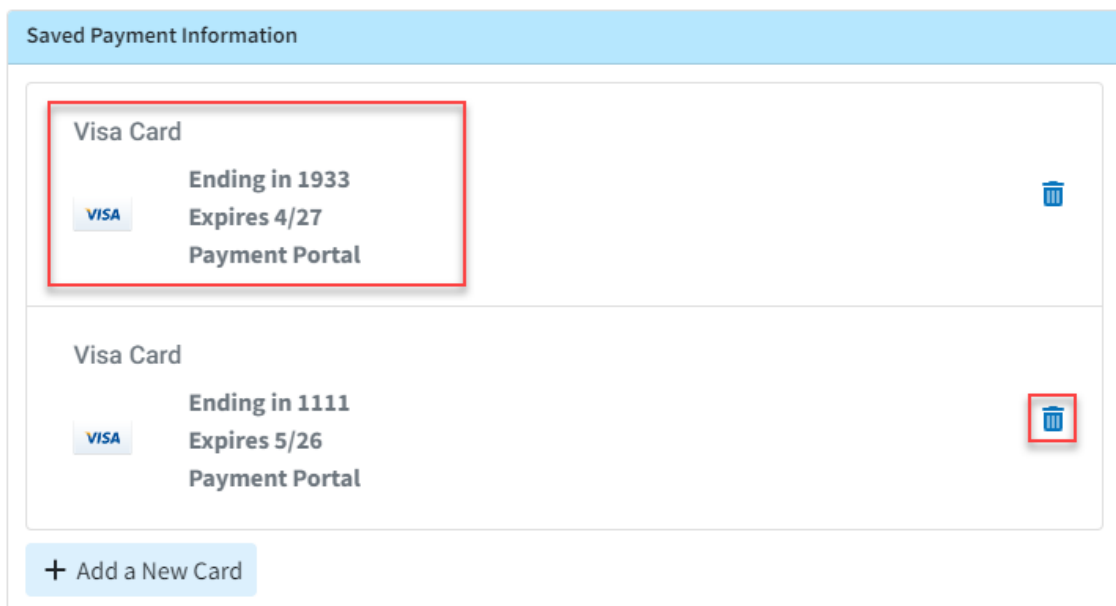 Saved Payment Information
Visa Card
Ending in 1933
VISA
Expires 4/27
Payment Portal
Visa Card
Ending in 1111
VISA
Expires 5/26
Payment Portal
+ Add a New Card